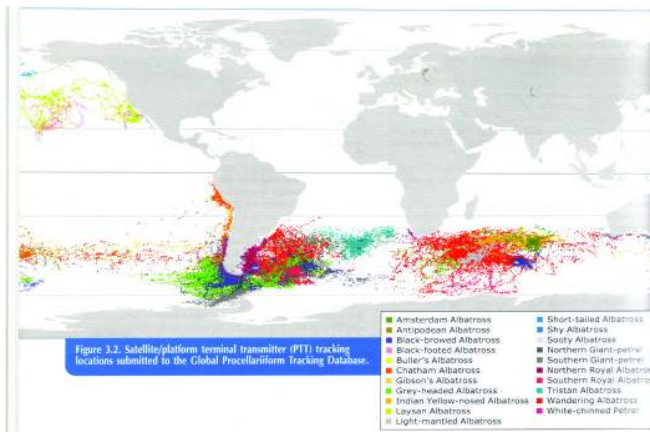 Figure 3.2. Satellite/platform terminal transmitter (PTT) tracking
locations submitted to the Global Procellariiform Tracking Database.
Amsterdam Albatross
Antipodean Albatross
Black-browed Albatross
Black-footed Albatross
Buller's Albatross
Chatham Albatross
Gibson's Albatross
Grey-headed Albatross
Indian Yellow-nosed Albatross
Laysan Albatross
Light-mantled Albatross
Short-tailed Albatross
Shy Albatross
Sooty Albatross
Northern Giant-petrel
Southern Giant-petrel
Northern Royal Albatros
Southern Royal Albatros
Tristan Albatross
Wandering Albatross
White-chinned Petrel